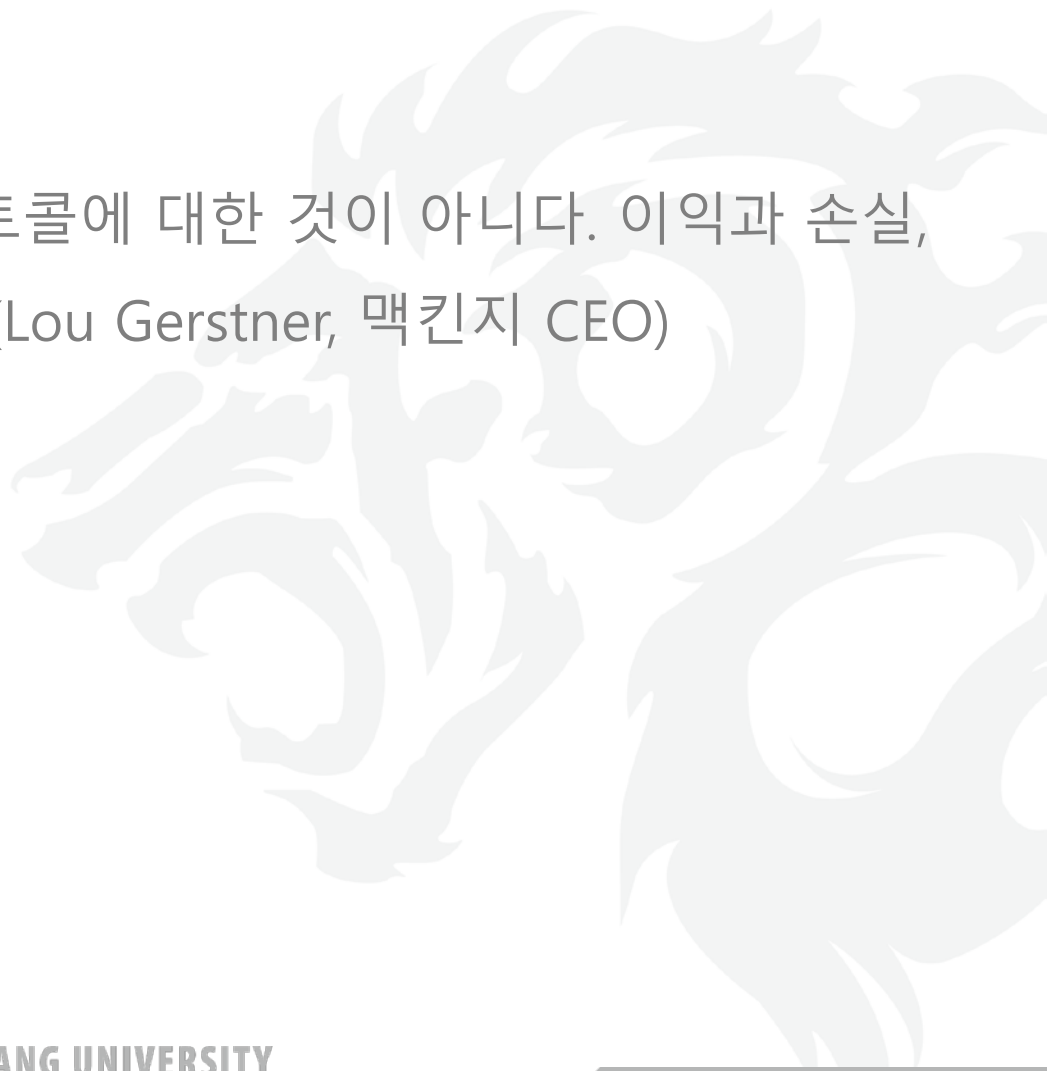 콜에 대한 것이 아니다. 이익과 손실,
(Lou Gerstner, 맥킨지 CEO)
ANG UNIVERSITY